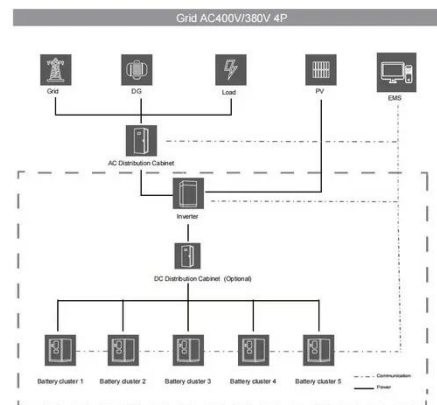 Grid AC400V/380V 4P
Grid
DG
Load
PV
EMS
AC Distribution Cabinet
Inverter
DC Distribution Cabinet (Optional)
Battery cluster 1
Battery cluster 2
Battery cluster 3
Battery cluster 4
Battery cluster 5
Communication
Power